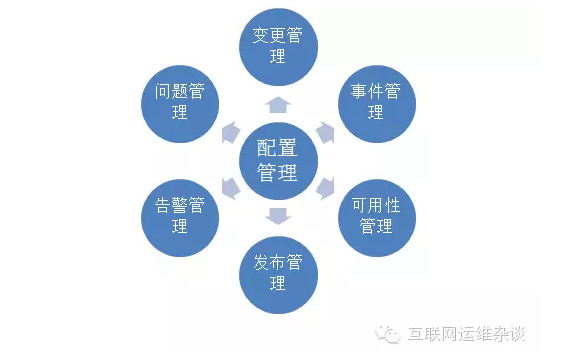 变更管
理
问题管
理
事件管
理
配置
管理
告警管
理
可用性
管理
发布管
理
互联网运维杂谈